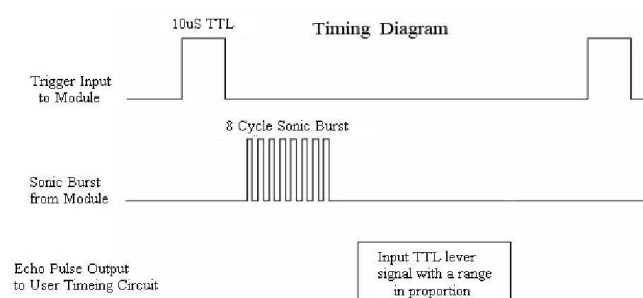 10uS TTL
Timing Diagram
Trigger Input
to Module
8 Cycle Sonic Burst
Sonic Burst
from Module
Echo Pulse Output
to User Timeing Circuit
Input TTL lever
signal with a range
in proportion